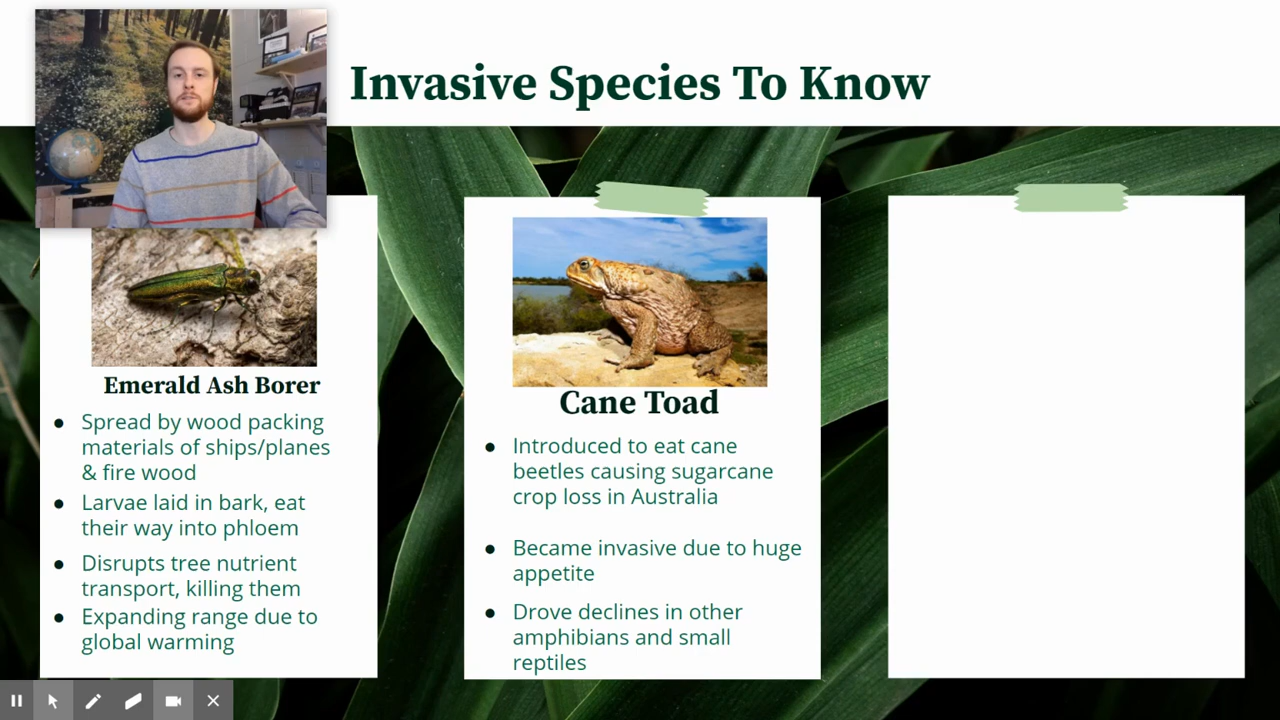 Invasive Species To Know
Emerald Ash Borer
● Spread by wood packing
materials of ships/planes
& fire wood
● Larvae laid in bark, eat
their way into phloem
● Disrupts tree nutrient
transport, killing them
● Expanding range due to
global warming
Cane Toad
● Introduced to eat cane
beetles causing sugarcane
crop loss in Australia
● Became invasive due to huge
appetite
● Drove declines in other
amphibians and small
reptiles